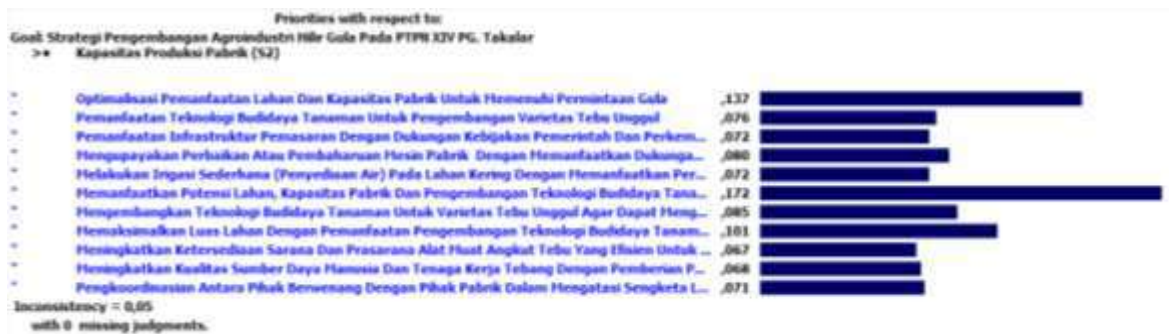 Priorities with respect to:
Goal: Strategi Pengembangan Agroindustri Hilir Gula Pada PTPN XIV PG. Takalar
>• Kapasitas Produksi Pabrik (S2)
Optimalisasi Pemanfaatan Lahan Dan Kapasitas Pabrik Untuk Memenuhi Permintaan Gula ,137
Pemanfaatan Teknologi Budidaya Tanaman Untuk Pengembangan Varietas Tebu Unggul ,076
Pemanfaatan Infrastruktur Pemasaran Dengan Dukungan Kebijakan Pemerintah Dan Perkem... ,072
Mengupayakan Perbaikan Atau Pembaharuan Mesin Pabrik Dengan Memanfaatkan Dukunga... ,080
Melakukan Irigasi Sederhana (Penyediaan Air) Pada Lahan Kering Dengan Memanfaatkan Per... ,072
Memanfaatkan Potensi Lahan, Kapasitas Pabrik Dan Pengembangan Teknologi Budidaya Tana... ,172
Mengembangkan Teknologi Budidaya Tanaman Untuk Varietas Tebu Unggul Agar Dapat Meng... ,085
Memaksimalkan Luas Lahan Dengan Pemanfaatan Pengembangan Teknologi Budidaya Tanam... ,101
Meningkatkan Ketersediaan Sarana Dan Prasarana Alat Muat Angkut Tebu Yang Efisien Untuk ... ,067
Meningkatkan Kualitas Sumber Daya Manusia Dan Tenaga Kerja Tebang Dengan Pemberian P... ,068
Pengkoordinasian Antara Pihak Berwenang Dengan Pihak Pabrik Dalam Mengatasi Sengketa L... ,071
Inconsistency = 0,05
with 0 missing judgments.